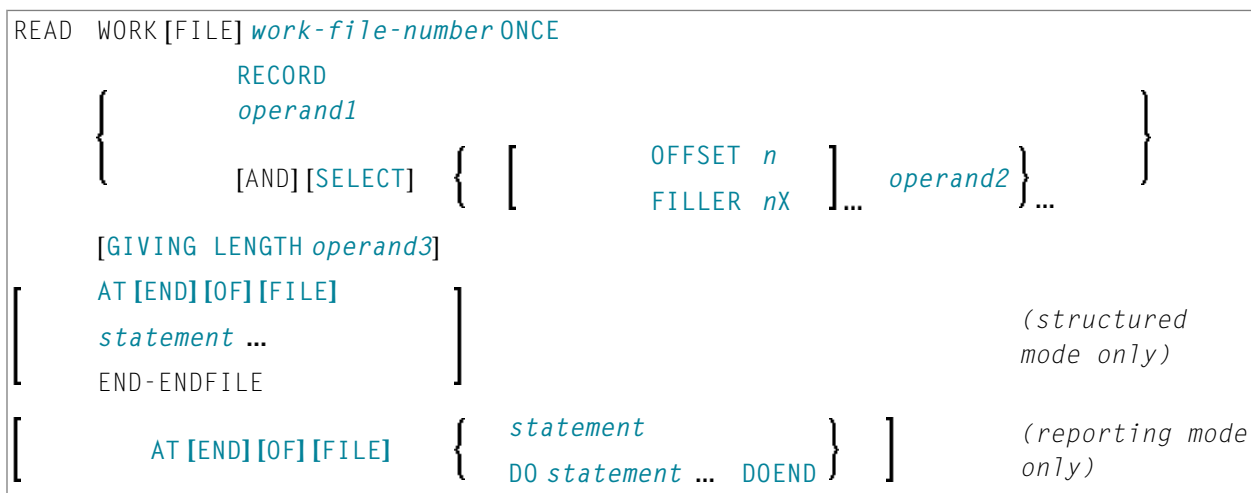 READ WORK [FILE] work-file-number ONCE
RECORD
operand1
OFFSET n
[AND] [SELECT] { [ ]... operand2 } ...
FILLER nX
[GIVING LENGTH operand3]
AT [END] [OF] [FILE]
statement ...
END-ENDFILE
(structured
mode only)
AT [END] [OF] [FILE]
statement
DO statement ... DOEND
(reporting mode
only)